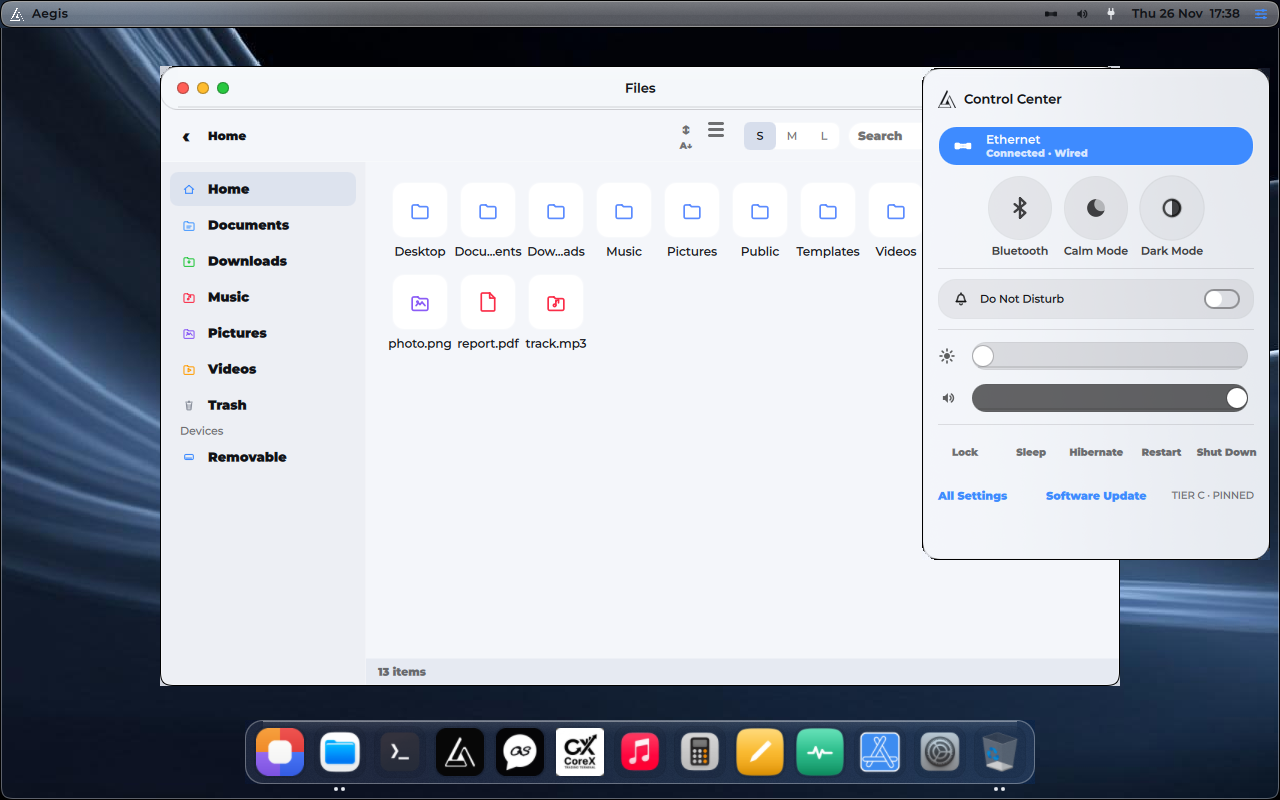 Aegis
Thu 26 Nov 17:38
Files
Control Center
Home
A+
S M L
Search
Ethernet
Connected · Wired
Bluetooth
Calm Mode
Dark Mode
Do Not Disturb
Lock
Sleep
Hibernate
Restart
Shut Down
All Settings
Software Update
TIER C · PINNED
Home
Documents
Downloads
Music
Pictures
Videos
Trash
Devices
Removable
Desktop
Docu...ents
Dow...ads
Music
Pictures
Public
Templates
Videos
photo.png
report.pdf
track.mp3
13 items
as
CX
CoreX
TRADING TERMINAL